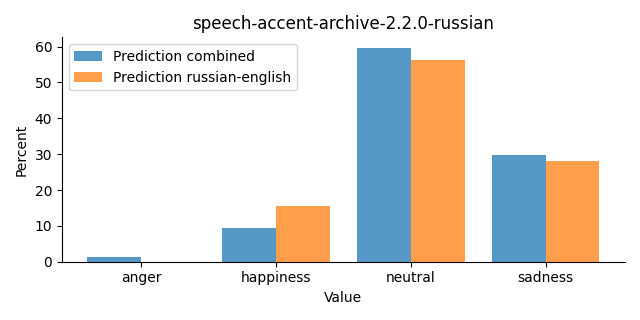 speech-accent-archive-2.2.0-russian
Prediction combined
Prediction russian-english
Percent
60
50
40
30
20
10
0
anger happiness neutral sadness
Value